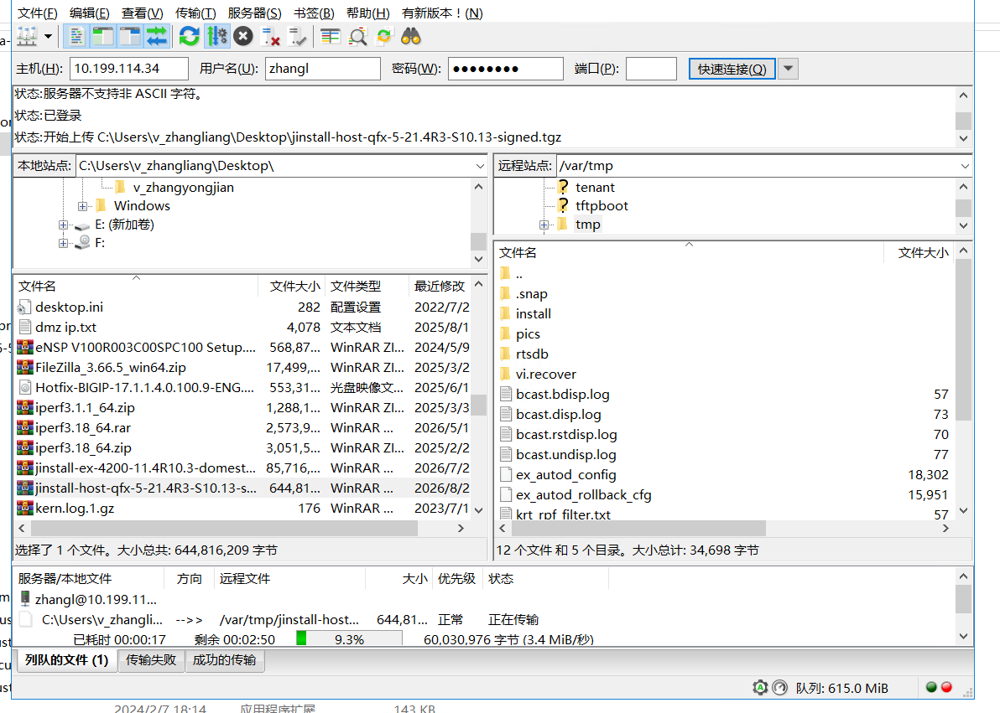 文件(F) 编辑(E) 查看(V) 传输(T) 服务器(S) 书签(B) 帮助(H) 有新版本！(N)
主机(H): 10.199.114.34 用户名(U): zhangl 密码(W): ●●●●●●●● 端口(P): 快速连接(Q)
状态:服务器不支持非 ASCII 字符。
状态:已登录
状态:开始上传 C:\Users\v_zhangliang\Desktop\jinstall-host-qfx-5-21.4R3-S10.13-signed.tgz
本地站点: C:\Users\v_zhangliang\Desktop\
v_zhangyongjian
Windows
E: (新加卷)
F:
文件名 文件大小 文件类型 最近修改
desktop.ini 282 配置设置 2022/7/2
dmz ip.txt 4,078 文本文档 2025/8/1
eNSP V100R003C00SPC100 Setup.... 568,87... WinRAR ZI... 2024/5/9
FileZilla_3.66.5_win64.zip 17,499,... WinRAR ZI... 2025/3/2
Hotfix-BIGIP-17.1.1.4.0.100.9-ENG.... 553,31... 光盘映像文... 2025/6/1
iperf3.1.1_64.zip 1,288,1... WinRAR ZI... 2025/3/3
iperf3.18_64.rar 2,573,9... WinRAR ... 2026/5/1
iperf3.18_64.zip 3,051,5... WinRAR ZI... 2025/2/2
jinstall-ex-4200-11.4R10.3-domest... 85,716,... WinRAR ... 2026/7/2
jinstall-host-qfx-5-21.4R3-S10.13-s... 644,81... WinRAR ... 2026/8/2
kern.log.1.gz 176 WinRAR ... 2023/7/1
选择了 1 个文件。大小总共: 644,816,209 字节
远程站点: /var/tmp
tenant
tftpboot
tmp
文件名 文件大小
..
.snap
install
pics
rtsdb
vi.recover
bcast.bdisp.log 57
bcast.disp.log 73
bcast.rstdisp.log 70
bcast.undisp.log 77
ex_autod_config 18,302
ex_autod_rollback_cfg 15,951
krt_rpf_filter.txt 57
12 个文件 和 5 个目录。大小总计: 34,698 字节
服务器/本地文件 方向 远程文件 大小 优先级 状态
zhangl@10.199.11...
C:\Users\v_zhangli... -->> /var/tmp/jinstall-host... 644,81... 正常 正在传输
已耗时 00:00:17 剩余 00:02:50 9.3% 60,030,976 字节 (3.4 MiB/秒)
列队的文件 (1) 传输失败 成功的传输
队列: 615.0 MiB
2024/2/7 18:14 应用程序扩展 143 KB